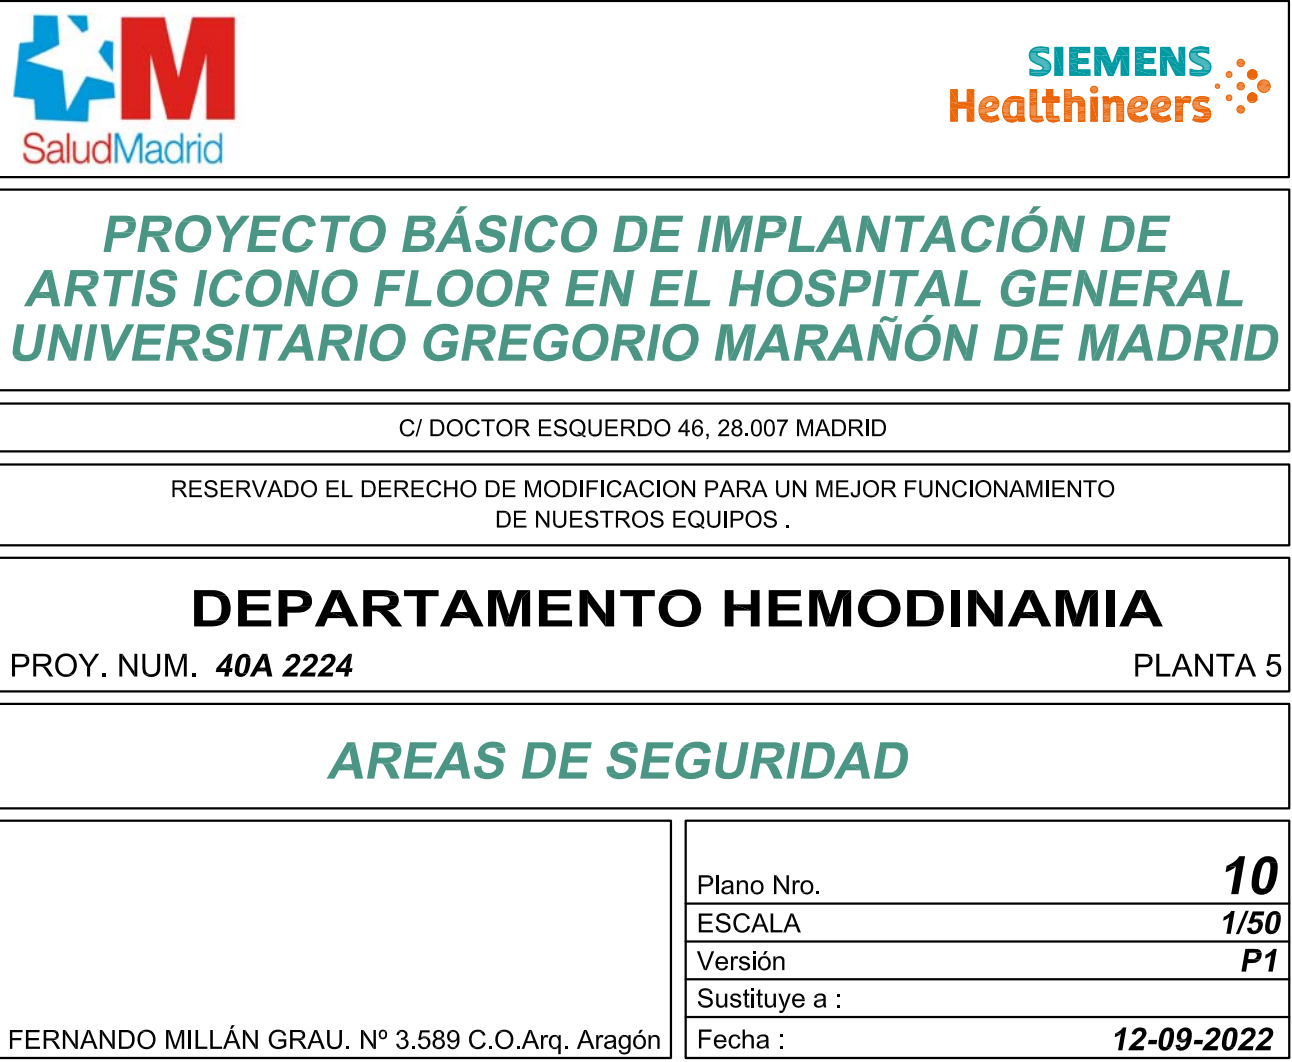 SaludMadrid
SIEMENS
Healthineers
PROYECTO BÁSICO DE IMPLANTACIÓN DE
ARTIS ICONO FLOOR EN EL HOSPITAL GENERAL
UNIVERSITARIO GREGORIO MARAÑÓN DE MADRID
C/ DOCTOR ESQUERDO 46, 28.007 MADRID
RESERVADO EL DERECHO DE MODIFICACION PARA UN MEJOR FUNCIONAMIENTO
DE NUESTROS EQUIPOS .
DEPARTAMENTO HEMODINAMIA
PROY. NUM. 40A 2224 PLANTA 5
AREAS DE SEGURIDAD
FERNANDO MILLÁN GRAU. Nº 3.589 C.O.Arq. Aragón
Plano Nro. 10
ESCALA 1/50
Versión P1
Sustituye a :
Fecha : 12-09-2022